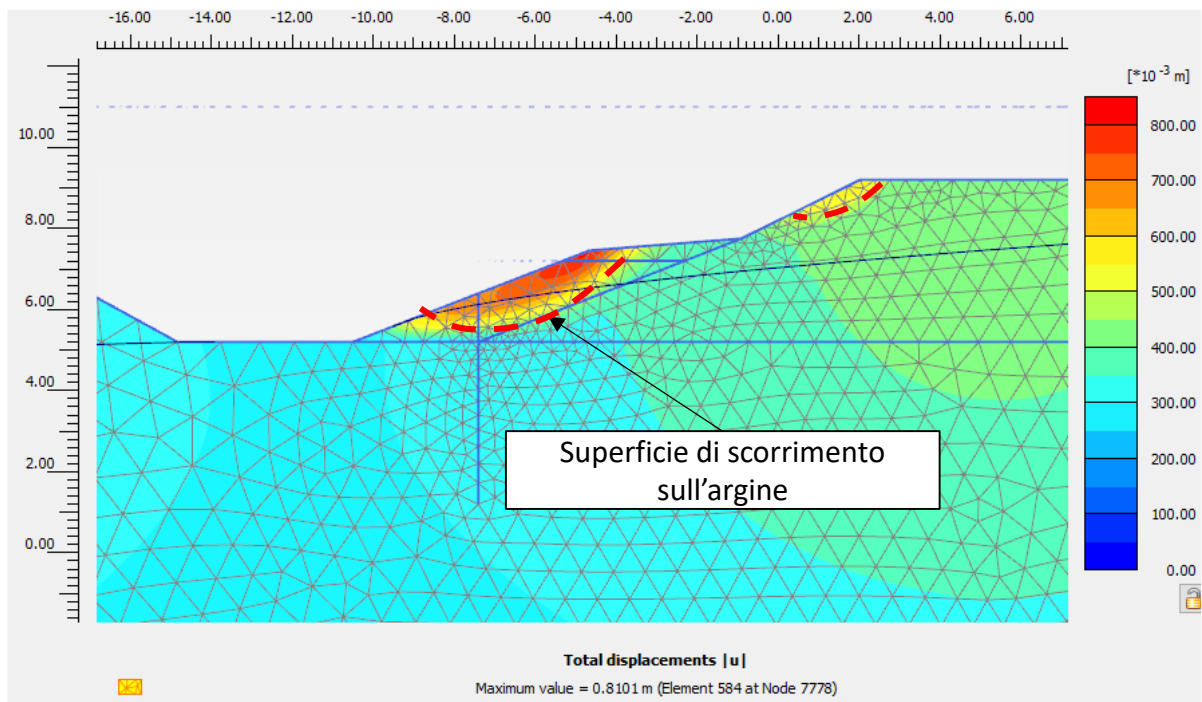 -16.00 -14.00 -12.00 -10.00 -8.00 -6.00 -4.00 -2.00 0.00 2.00 4.00 6.00
[*10⁻³ m]
10.00
8.00
6.00
4.00
2.00
0.00
800.00
700.00
600.00
500.00
400.00
300.00
200.00
100.00
0.00
Superficie di scorrimento
sull'argine
Total displacements |u|
Maximum value = 0.8101 m (Element 584 at Node 7778)